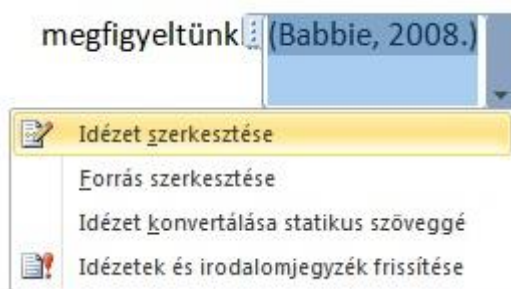 megfigyeltünk (Babbie, 2008.)
Idézet szerkesztése
Forrás szerkesztése
Idézet konvertálása statikus szöveggé
Idézetek és irodalomjegyzék frissítése